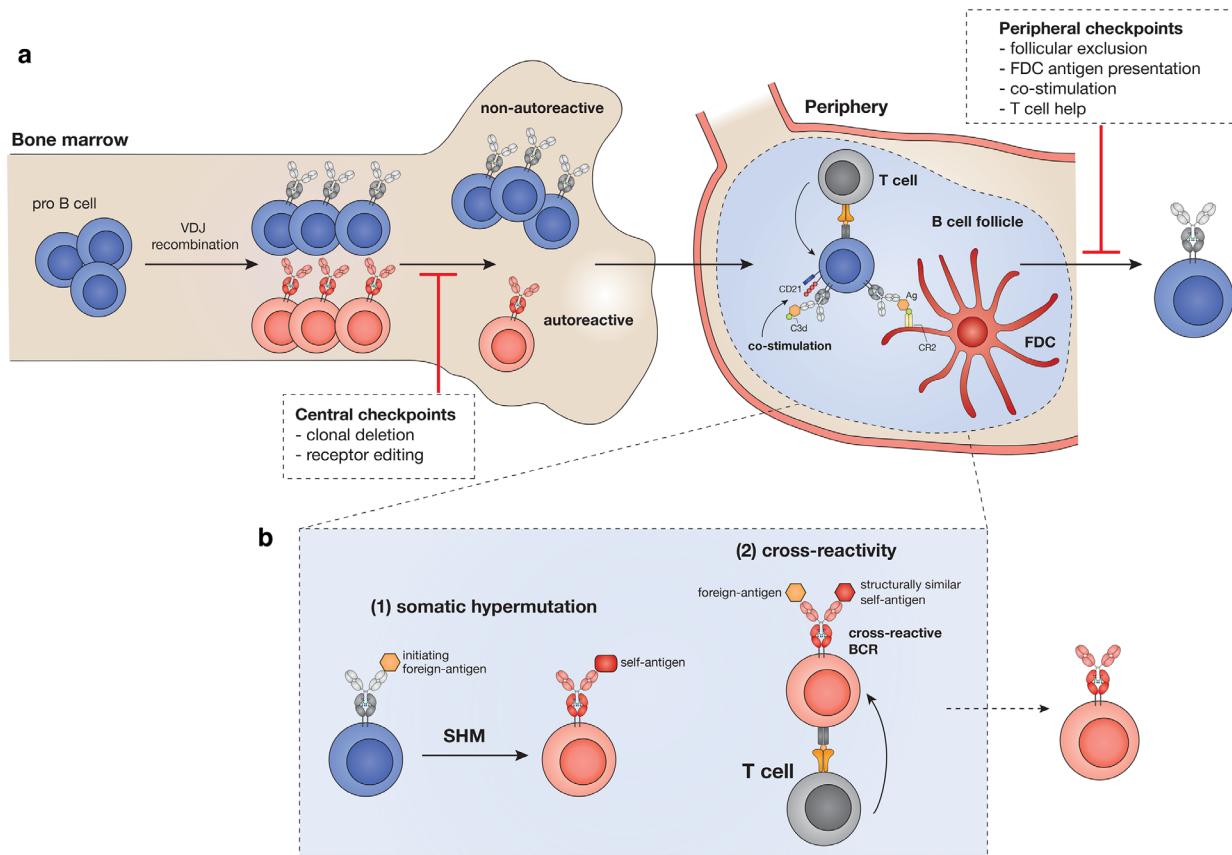 a
Bone marrow
pro B cell
VDJ
recombination
non-autoreactive
autoreactive
Central checkpoints
- clonal deletion
- receptor editing
Periphery
T cell
B cell follicle
CD21
C3d
co-stimulation
Ag
CR2
FDC
Peripheral checkpoints
- follicular exclusion
- FDC antigen presentation
- co-stimulation
- T cell help
b
(1) somatic hypermutation
initiating
foreign-antigen
SHM
self-antigen
(2) cross-reactivity
foreign-antigen
structurally similar
self-antigen
cross-reactive
BCR
T cell